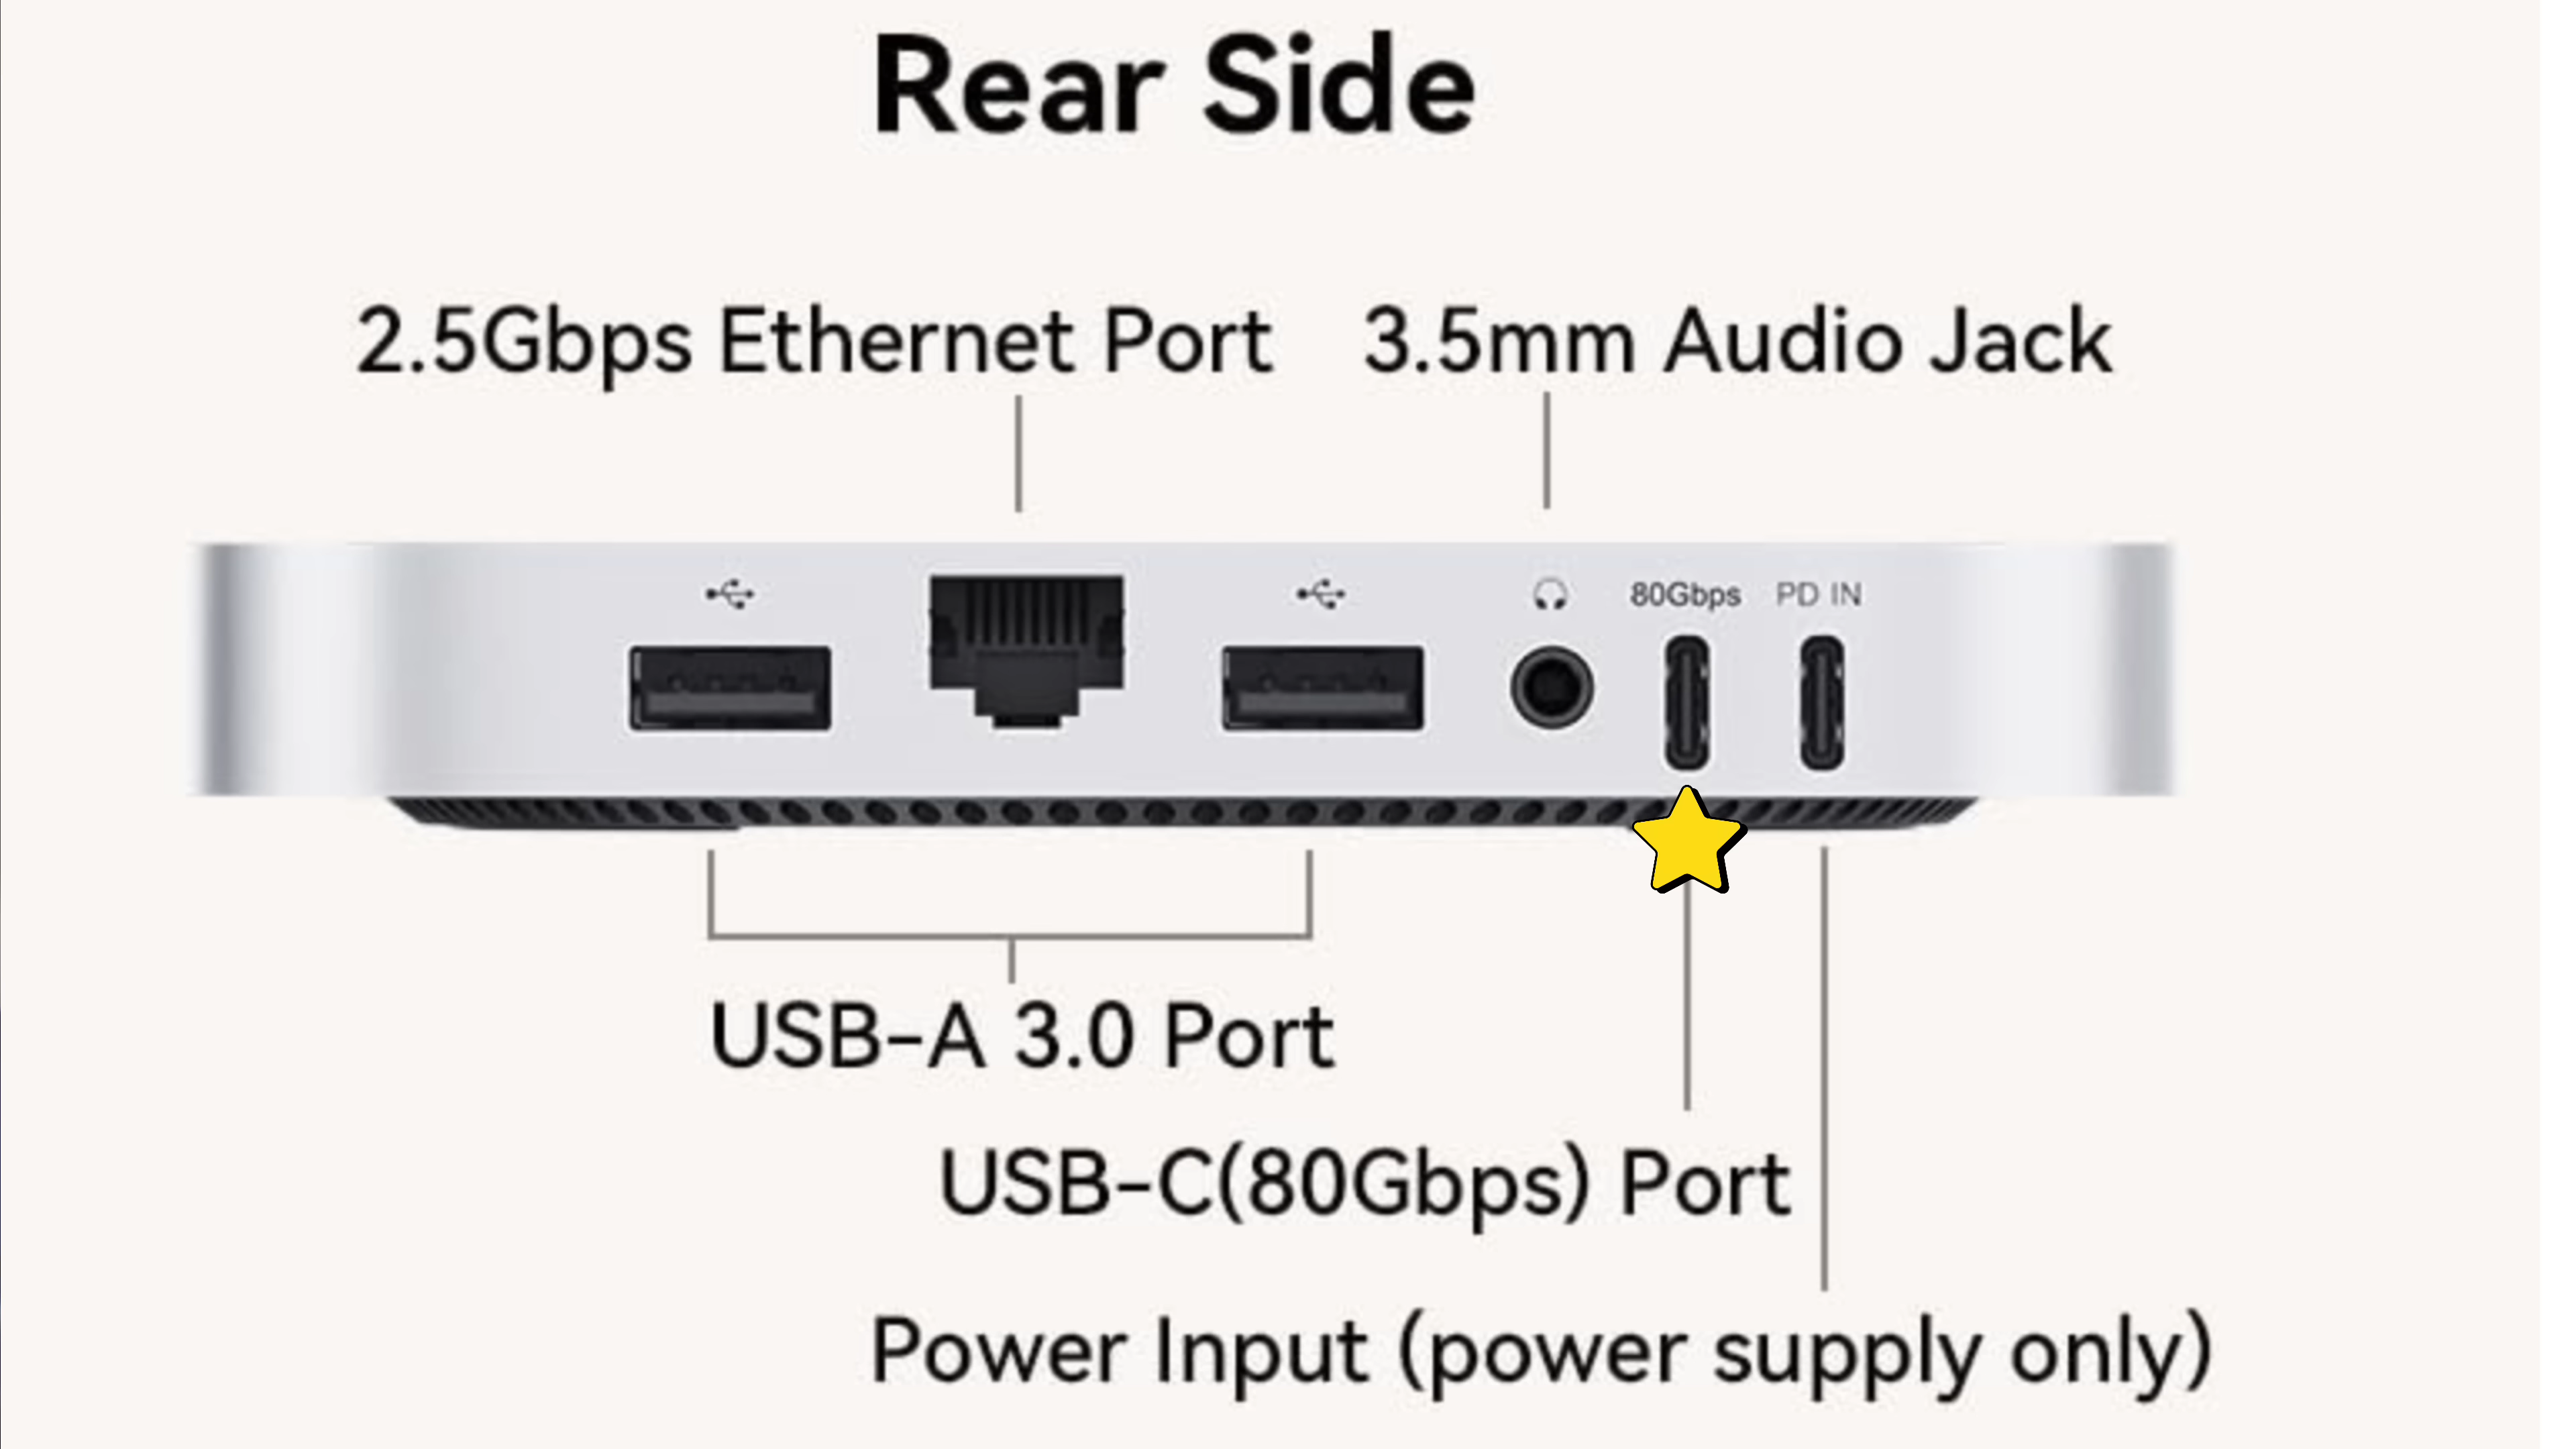 Rear Side
2.5Gbps Ethernet Port
3.5mm Audio Jack
80Gbps
PD IN
USB-A 3.0 Port
USB-C(80Gbps) Port
Power Input (power supply only)